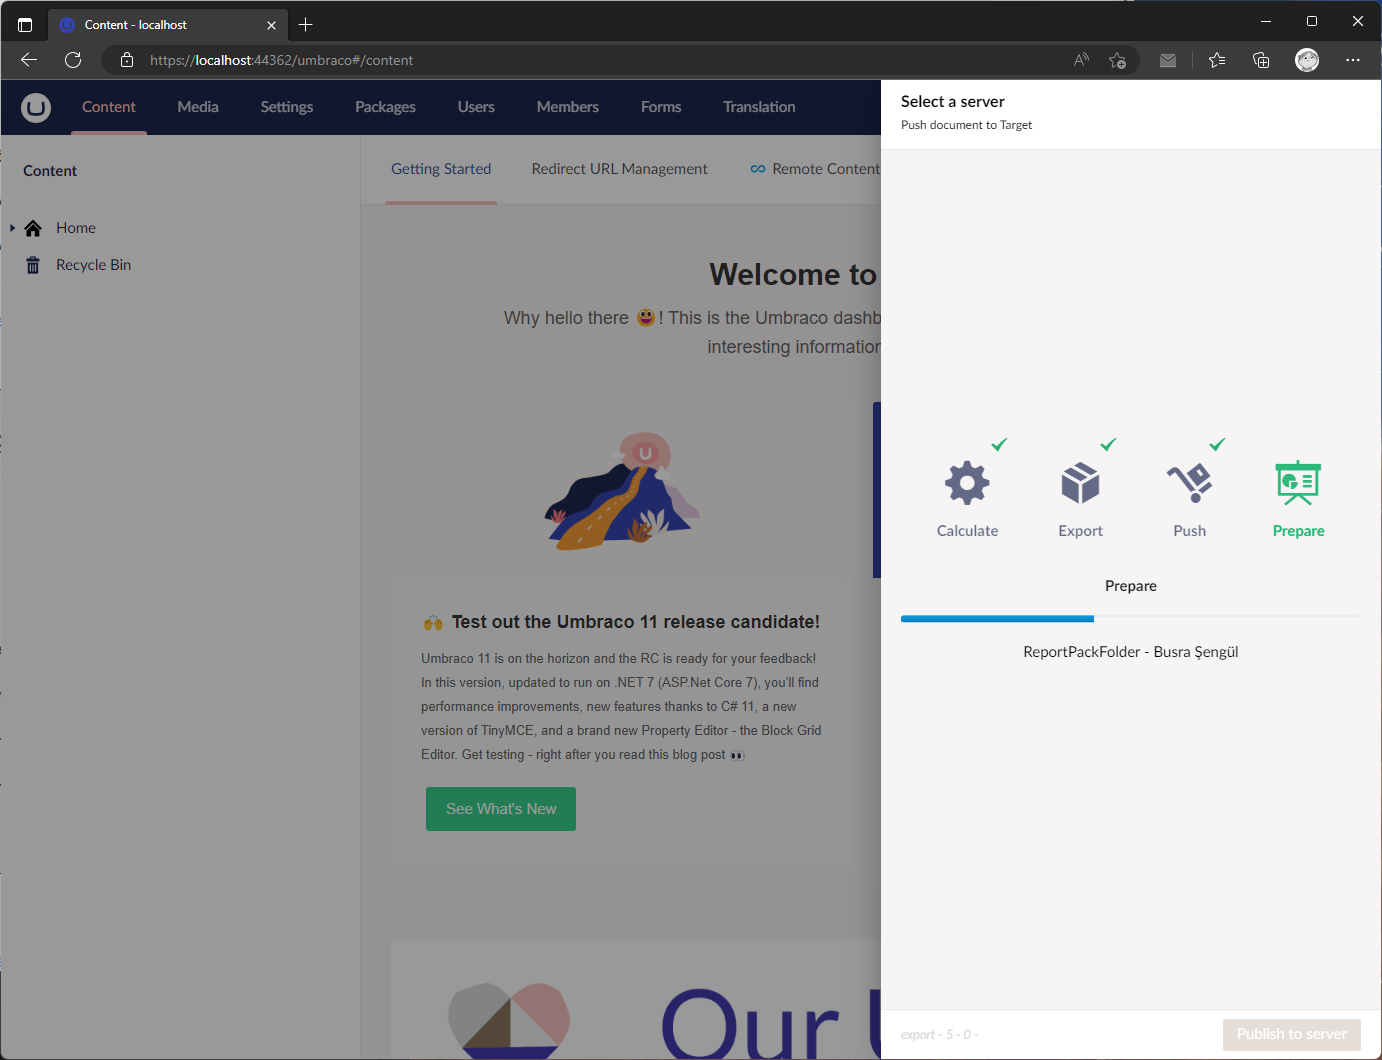 Content - localhost
https://localhost:44362/umbraco#/content
Content
Media
Settings
Packages
Users
Members
Forms
Translation
Select a server
Push document to Target
Content
Home
Recycle Bin
Getting Started
Redirect URL Management
Remote Content
Welcome to
Why hello there 😃! This is the Umbraco dashb
interesting information
U
🙌 Test out the Umbraco 11 release candidate!
Umbraco 11 is on the horizon and the RC is ready for your feedback!
In this version, updated to run on .NET 7 (ASP.Net Core 7), you'll find
performance improvements, new features thanks to C# 11, a new
version of TinyMCE, and a brand new Property Editor - the Block Grid
Editor. Get testing - right after you read this blog post 👀
See What's New
Our U
Calculate
Export
Push
Prepare
Prepare
ReportPackFolder - Busra Şengül
export - 5 - 0 -
Publish to server